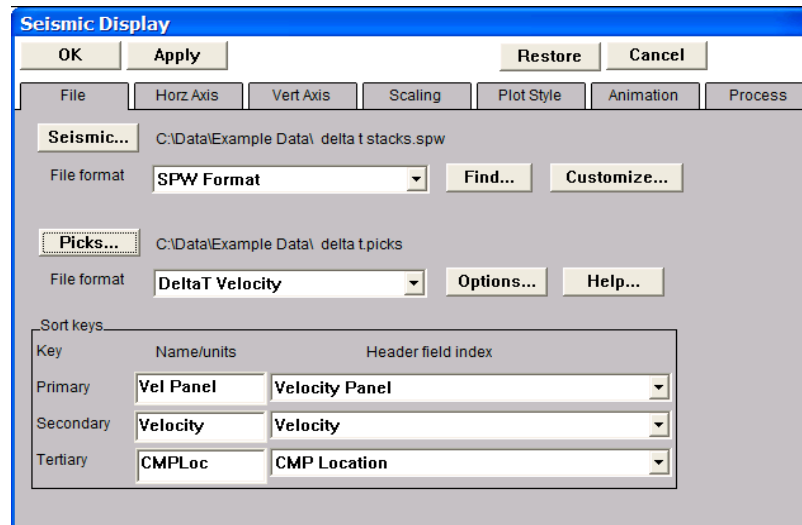 Seismic Display
OK Apply Restore Cancel
File Horz Axis Vert Axis Scaling Plot Style Animation Process
Seismic... C:\Data\Example Data\ delta t stacks.spw
File format SPW Format Find... Customize...
Picks... C:\Data\Example Data\ delta t.picks
File format DeltaT Velocity Options... Help...
Sort keys
Key Name/units Header field index
Primary Vel Panel Velocity Panel
Secondary Velocity Velocity
Tertiary CMPLoc CMP Location